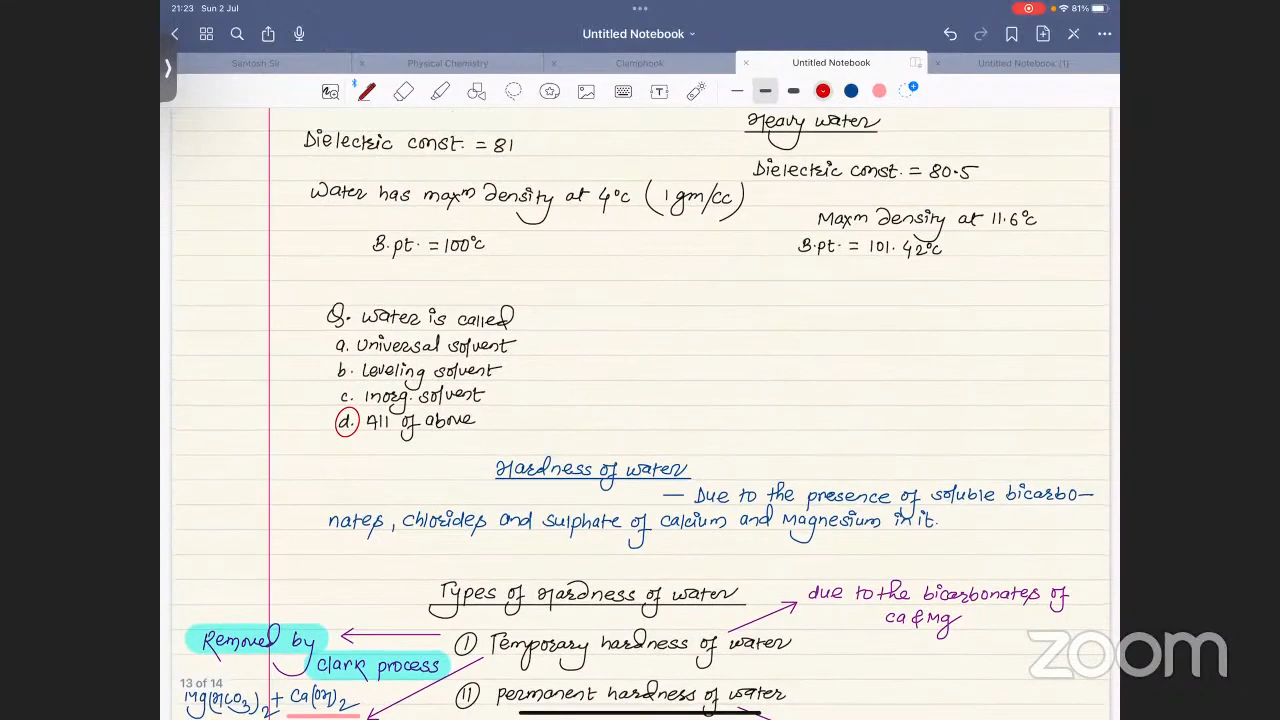 21:23 Sun 2 Jul
81%
Untitled Notebook
Santosh Sir
Physical Chemistry
Clamphook
Untitled Notebook
Untitled Notebook (1)
Heavy water
Dielectric const. = 81
Dielectric const. = 80.5
Water has maxm density at 4°c (1 gm/cc)
Maxm density at 11.6°c
B.pt. = 100°c
B.pt. = 101.42°c
Q. Water is called
a. Universal solvent
b. Leveling solvent
c. Inorg. solvent
d. All of above
Hardness of water
— Due to the presence of soluble bicarbo-
nates, chlorides and sulphate of calcium and Magnesium in it.
Types of Hardness of water
due to the bicarbonates of
Ca & Mg
Removed by
clark process
(I) Temporary hardness of water
zoom
13 of 14
Mg(HCO3)2 + Ca(OH)2
(II) permanent hardness of water